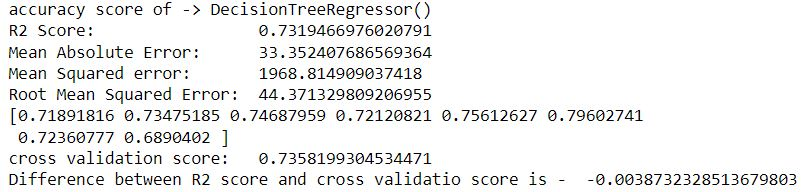 accuracy score of -> DecisionTreeRegressor()
R2 Score: 0.7319466976020791
Mean Absolute Error: 33.352407686569364
Mean Squared error: 1968.814909037418
Root Mean Squared Error: 44.371329809206955
[0.71891816 0.73475185 0.74687959 0.72120821 0.75612627 0.79602741
0.72360777 0.6890402 ]
cross validation score: 0.7358199304534471
Difference between R2 score and cross validatio score is - -0.0038732328513679803